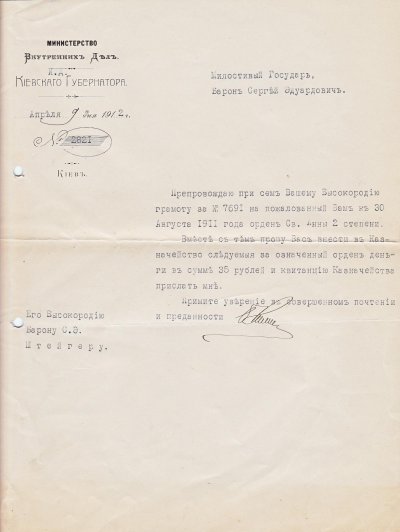 МИНИСТЕРСТВО
Внутреннихъ Дѣлъ.
И. д.
Кіевскаго Губернатора.
Апрѣля 9 дня 1912 г.
№ 2821
Кіевъ.
Милостивый Государь,
Баронъ Сергѣй Эдуардовичъ.
Препровождаю при семъ Вашему Высокородію
грамоту за № 7691 на пожалованный Вамъ къ 30
Августа 1911 года орденъ Св. Анны 2 степени.
Вмѣстѣ съ тѣмъ прошу Васъ внести въ Каз-
начейство слѣдуемыя за означенный орденъ день-
ги въ суммѣ 35 рублей и квитанцію Казначейства
прислать мнѣ.
Примите увѣреніе въ совершенномъ почтеніи
и преданности
Его Высокородію
Барону С.Э.
Штейгеру.